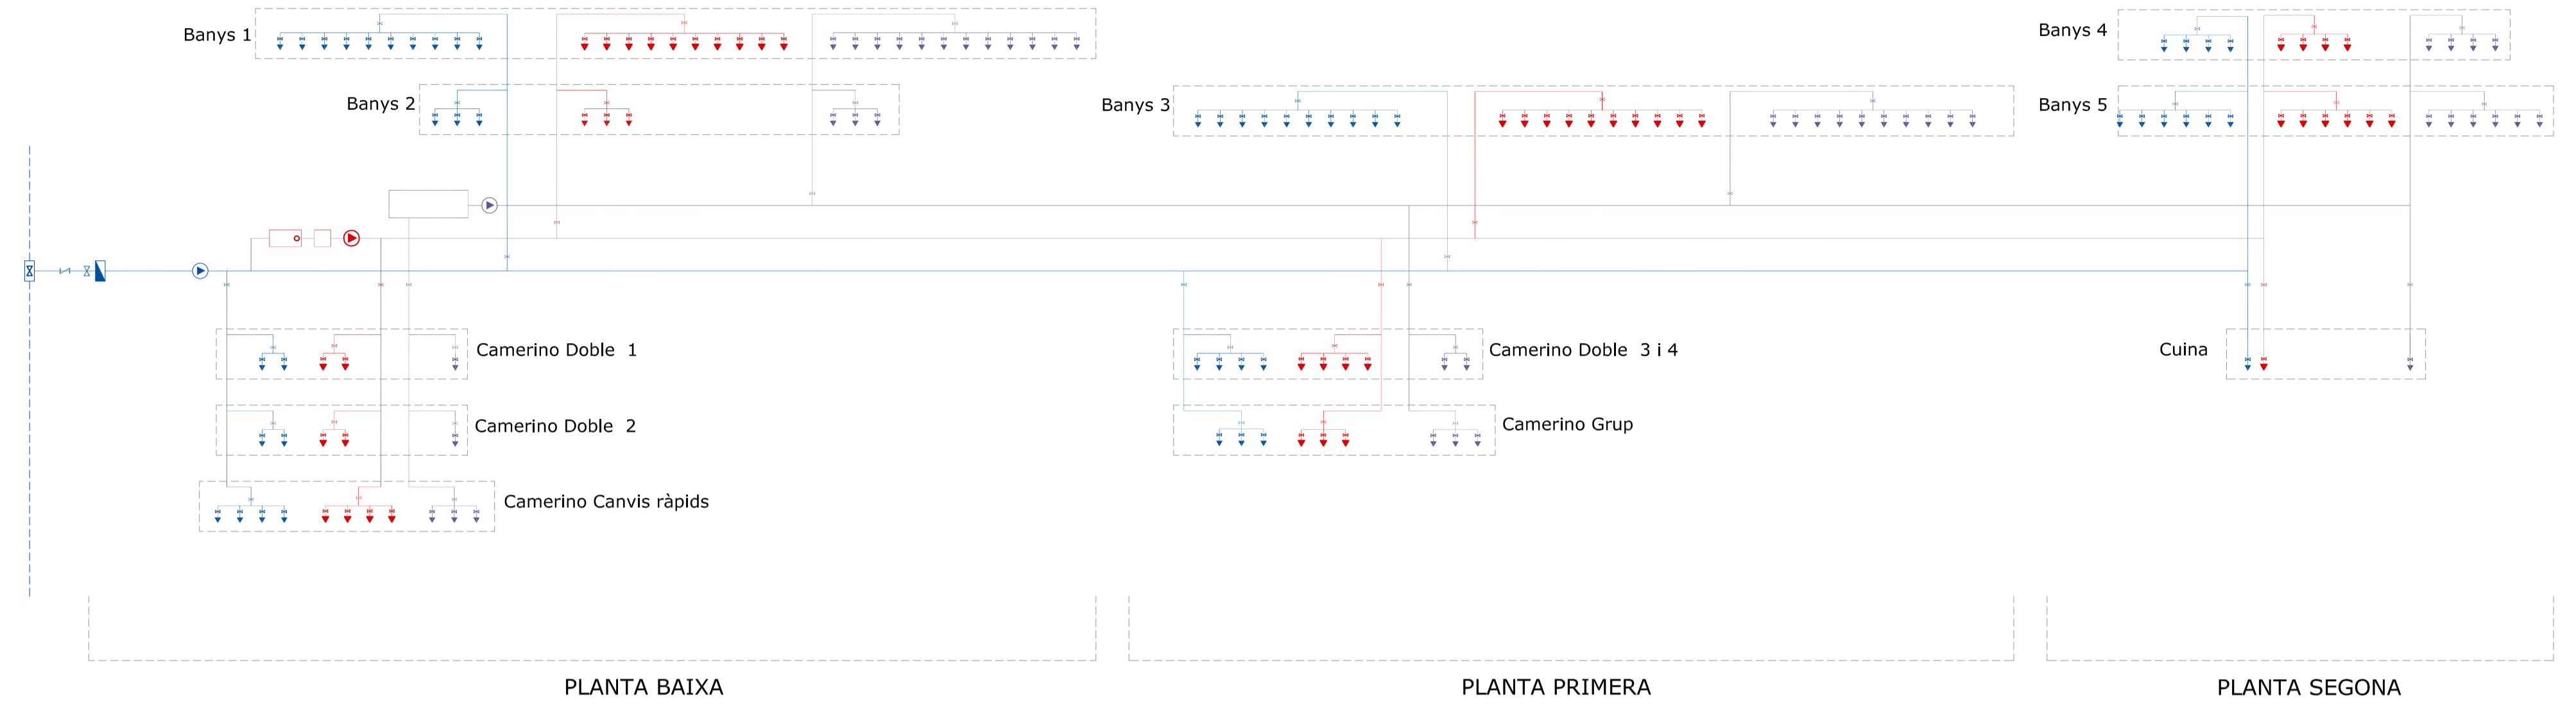 Banys 1
Banys 4
Banys 2
Banys 3
Banys 5
Camerino Doble 1
Camerino Doble 3 i 4
Cuina
Camerino Doble 2
Camerino Grup
Camerino Canvis ràpids
PLANTA BAIXA
PLANTA PRIMERA
PLANTA SEGONA